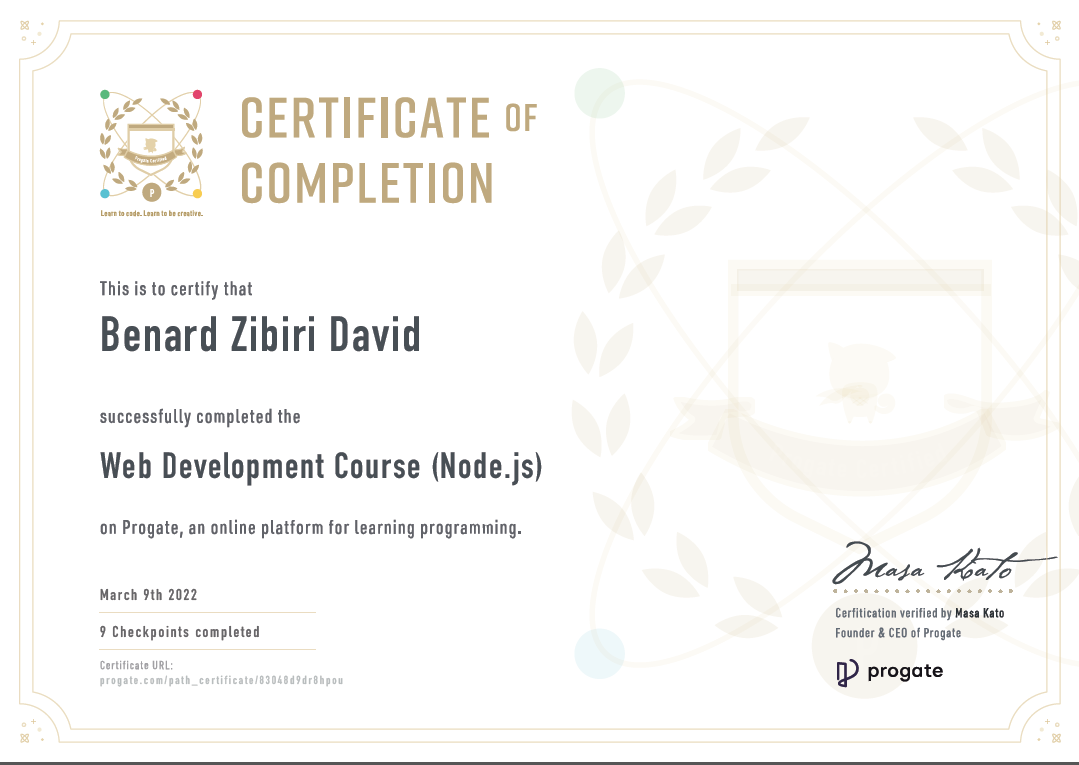 CERTIFICATE OF
COMPLETION
Progate Certified
P
Learn to code. Learn to be creative.
This is to certify that
Benard Zibiri David
successfully completed the
Web Development Course (Node.js)
on Progate, an online platform for learning programming.
March 9th 2022
9 Checkpoints completed
Certificate URL:
progate.com/path_certificate/83048d9dr8hpou
Masa Kato
Cerfitication verified by Masa Kato
Founder & CEO of Progate
progate